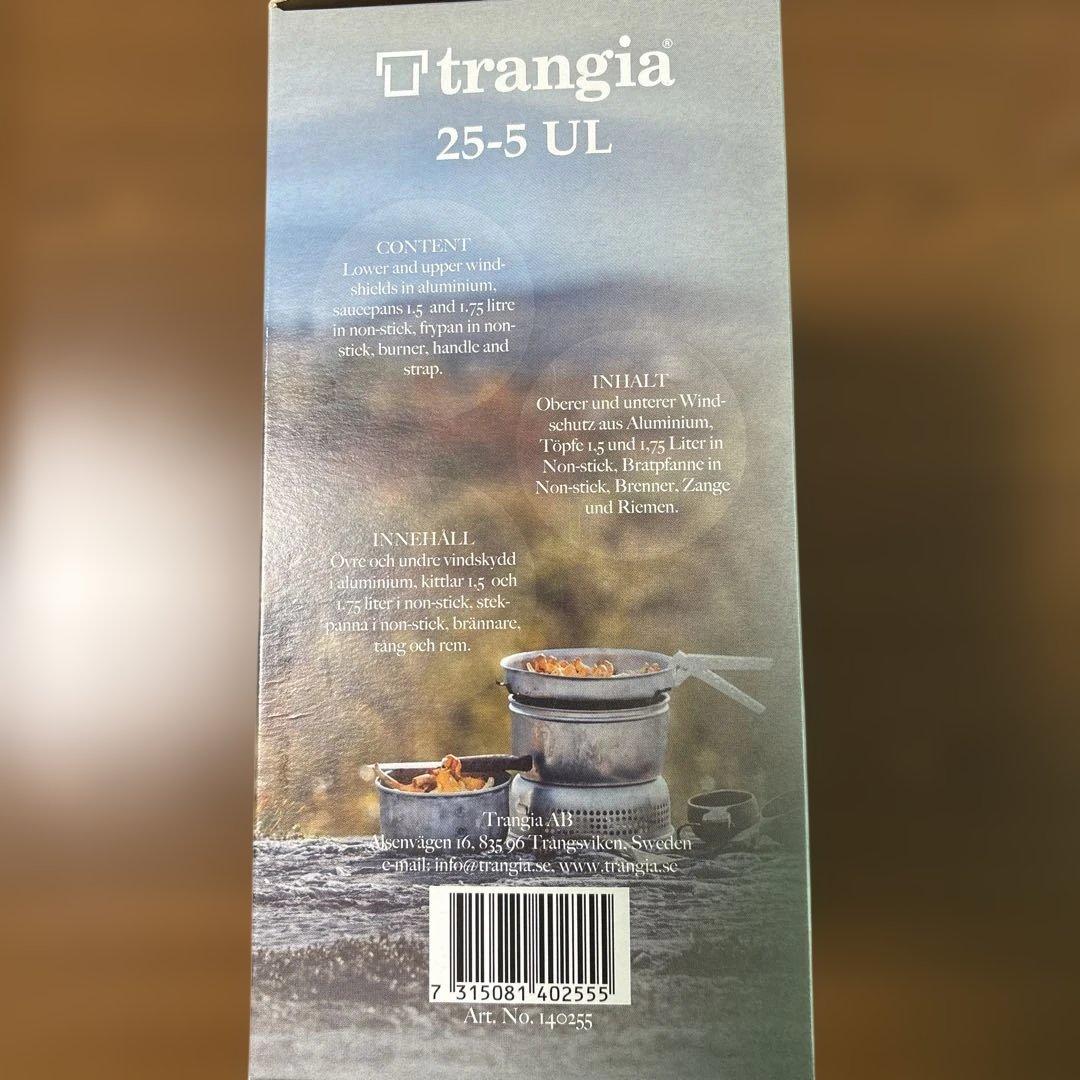 trangia®
25-5 UL
CONTENT
Lower and upper wind-
shields in aluminium,
saucepans 1.5 and 1.75 litre
in non-stick, frypan in non-
stick, burner, handle and
strap.
INHALT
Oberer und unterer Wind-
schutz aus Aluminium,
Töpfe 1,5 und 1,75 Liter in
Non-stick, Bratpfanne in
Non-stick, Brenner, Zange
und Riemen.
INNEHÅLL
Övre och undre vindskydd
i aluminium, kittlar 1,5 och
1,75 liter i non-stick, stek-
panna i non-stick, brännare,
tång och rem.
Trangia AB
Alsenvägen 16, 835 96 Trångsviken, Sweden
e-mail: info@trangia.se, www.trangia.se
7 315081 402555
Art. No. 140255